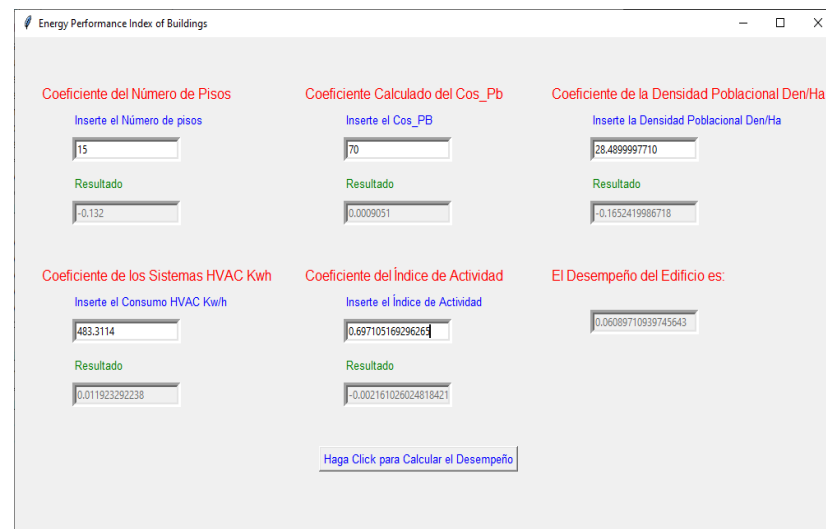 Energy Performance Index of Buildings
Coeficiente del Número de Pisos
Coeficiente Calculado del Cos_Pb
Coeficiente de la Densidad Poblacional Den/Ha
Inserte el Número de pisos
Inserte el Cos_PB
Inserte la Densidad Poblacional Den/Ha
15
70
28.4899997710
Resultado
Resultado
Resultado
-0.132
0.0009051
-0.1652419986718
Coeficiente de los Sistemas HVAC Kwh
Coeficiente del Índice de Actividad
El Desempeño del Edificio es:
Inserte el Consumo HVAC Kw/h
Inserte el Índice de Actividad
483.3114
0.697105169296265
0.06089710939745643
Resultado
Resultado
0.011923292238
-0.002161026024818421
Haga Click para Calcular el Desempeño